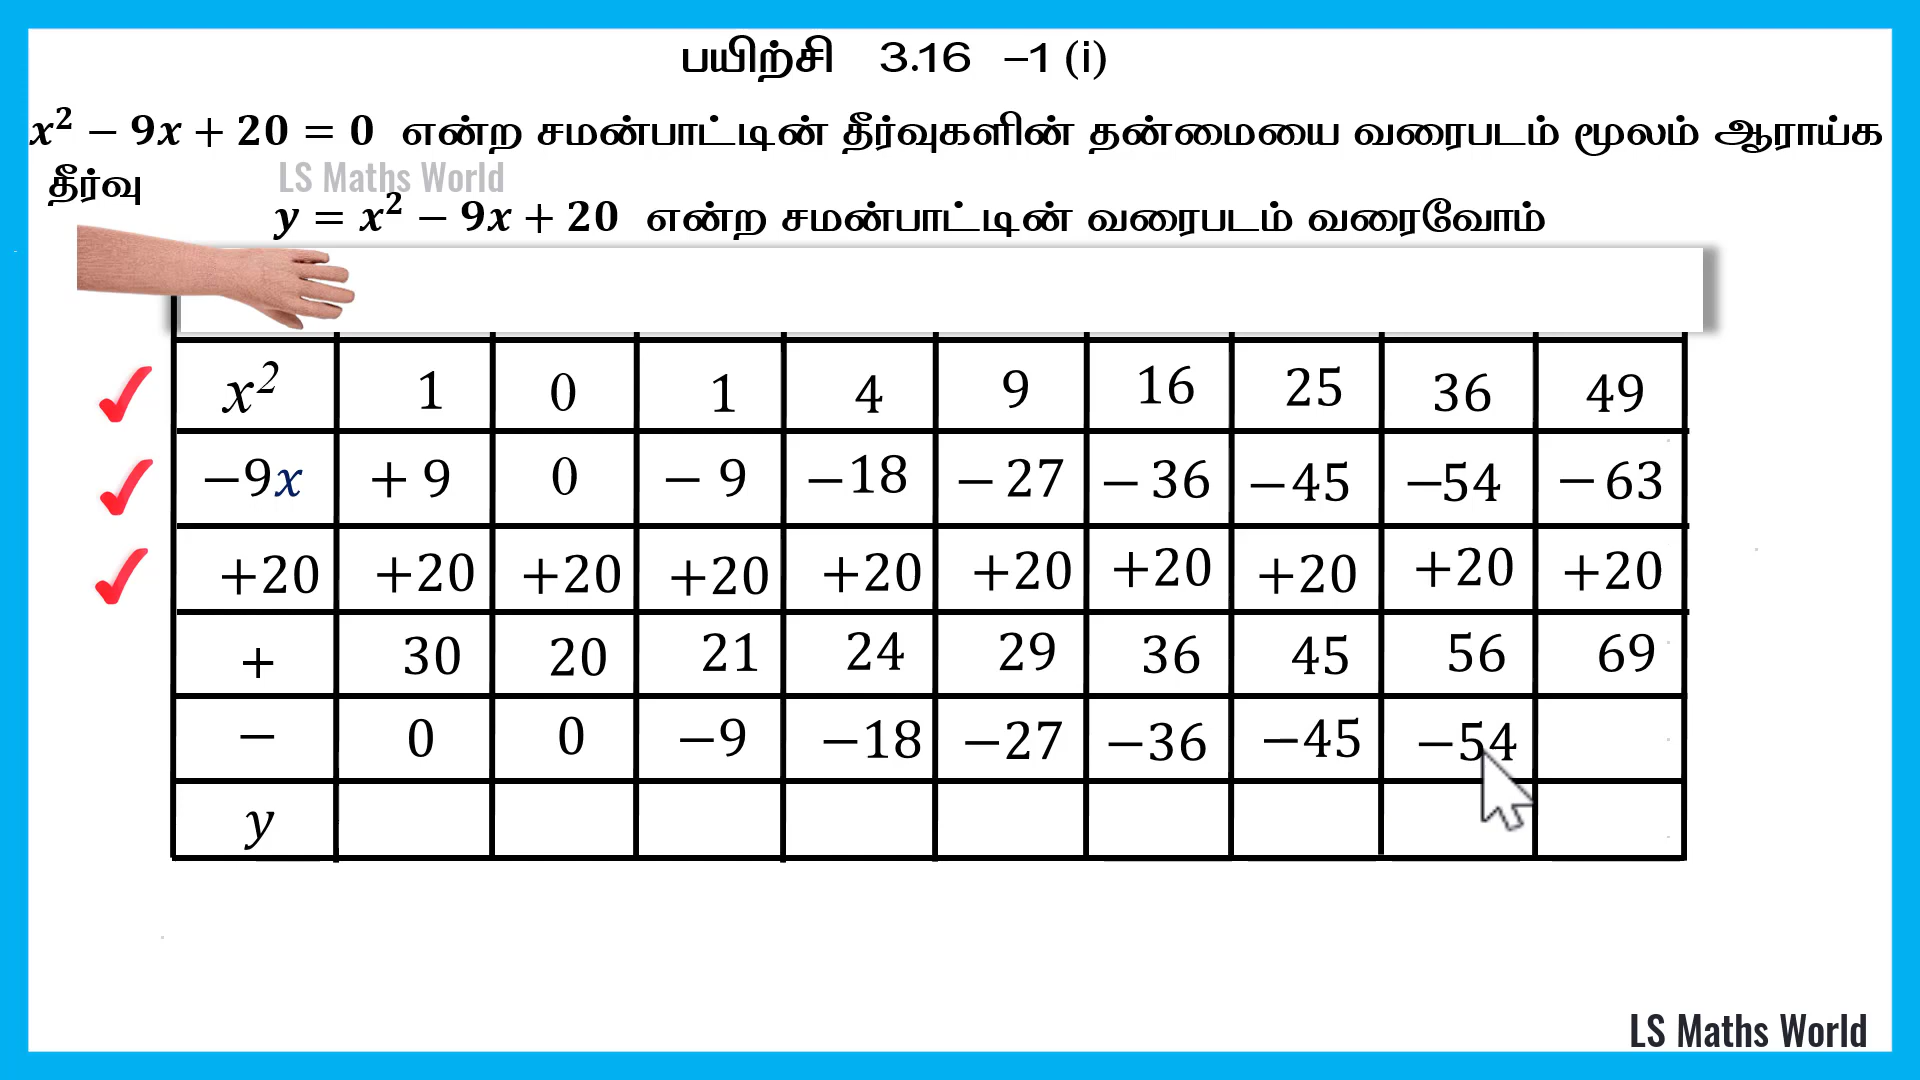 பயிற்சி 3.16 –1 (i)
x² − 9x + 20 = 0 என்ற சமன்பாட்டின் தீர்வுகளின் தன்மையை வரைபடம் மூலம் ஆராய்க
தீர்வு
LS Maths World
y = x² − 9x + 20 என்ற சமன்பாட்டின் வரைபடம் வரைவோம்
x² 1 0 1 4 9 16 25 36 49
−9x + 9 0 − 9 −18 − 27 − 36 −45 −54 − 63
+20 +20 +20 +20 +20 +20 +20 +20 +20 +20
+ 30 20 21 24 29 36 45 56 69
− 0 0 −9 −18 −27 −36 −45 −54
y
LS Maths World